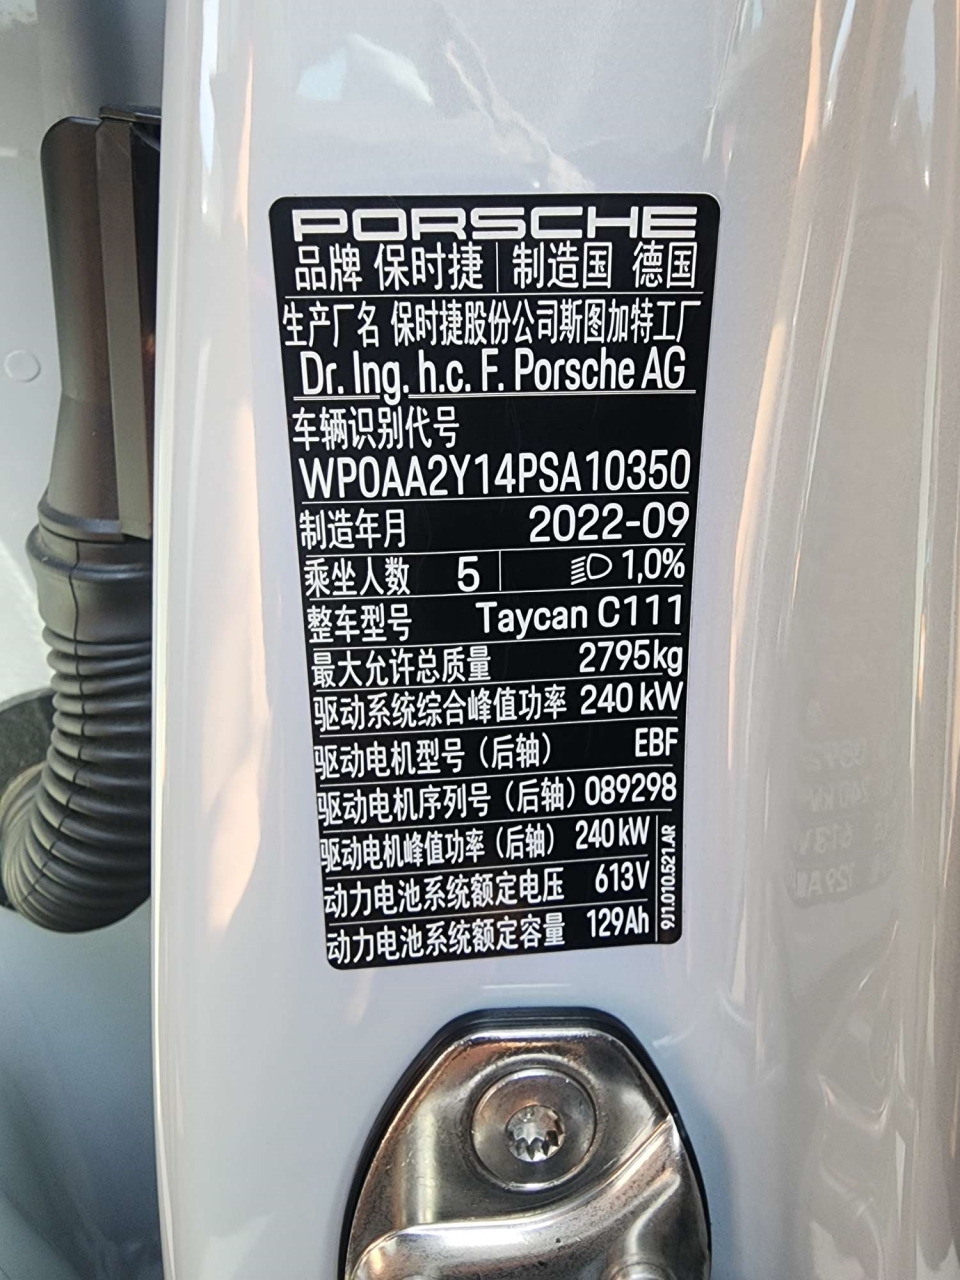 PORSCHE
品牌 保时捷 制造国 德国
生产厂名 保时捷股份公司斯图加特工厂
Dr. Ing. h.c. F. Porsche AG
车辆识别代号
WP0AA2Y14PSA10350
制造年月 2022-09
乘坐人数 5 1,0%
整车型号 Taycan C111
最大允许总质量 2795kg
驱动系统综合峰值功率 240 kW
驱动电机型号（后轴） EBF
驱动电机序列号（后轴） 089298
驱动电机峰值功率（后轴） 240 kW
动力电池系统额定电压 613V
动力电池系统额定容量 129Ah
9J1.010.521.AR